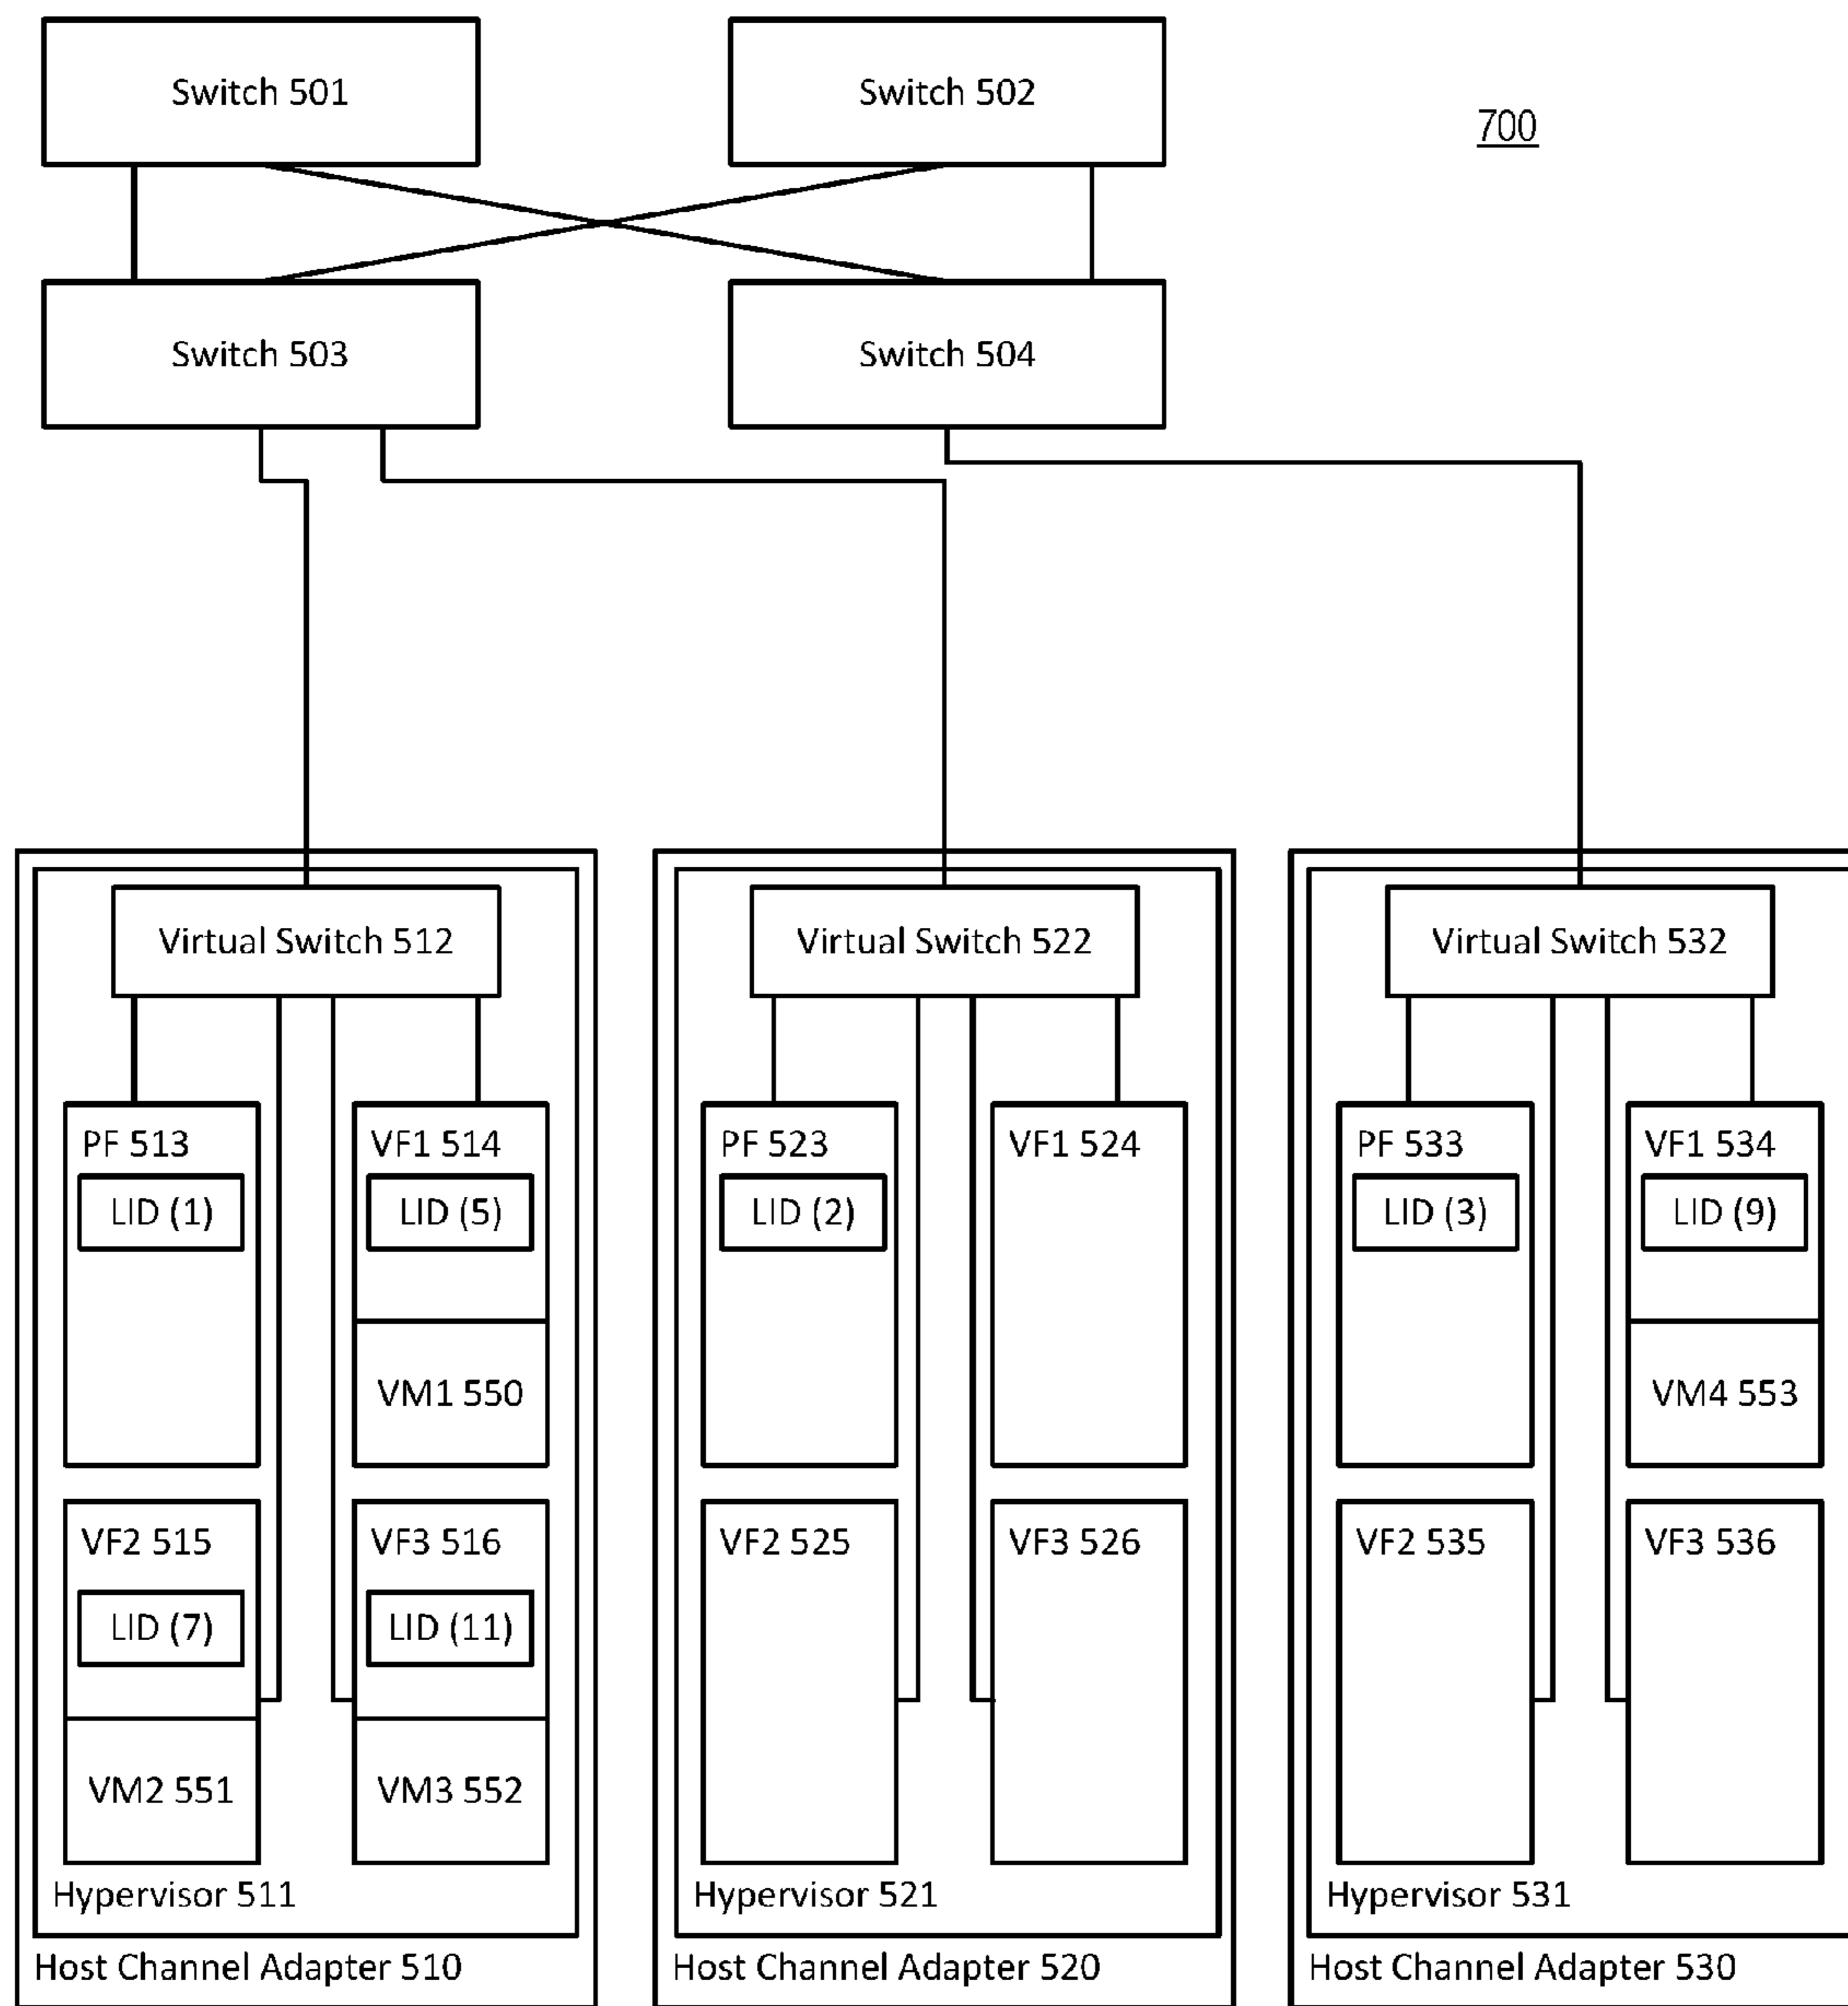 Switch 501
Switch 502
700
Switch 503
Switch 504
Virtual Switch 512
Virtual Switch 522
Virtual Switch 532
PF 513
LID (1)
VF1 514
LID (5)
VM1 550
PF 523
LID (2)
VF1 524
PF 533
LID (3)
VF1 534
LID (9)
VM4 553
VF2 515
LID (7)
VM2 551
VF3 516
LID (11)
VM3 552
VF2 525
VF3 526
VF2 535
VF3 536
Hypervisor 511
Hypervisor 521
Hypervisor 531
Host Channel Adapter 510
Host Channel Adapter 520
Host Channel Adapter 530